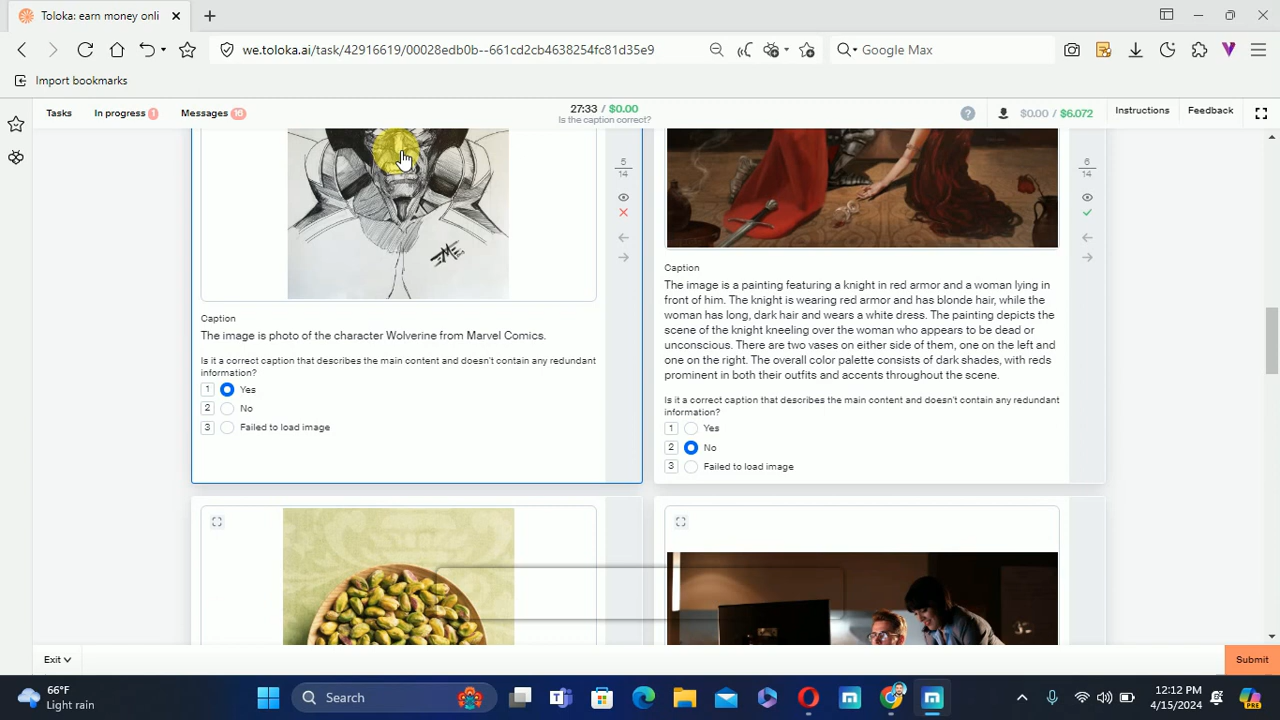 Toloka: earn money onli
we.toloka.ai/task/42916619/00028edb0b--661cd2cb4638254fc81d35e9
Google Max
Import bookmarks
Tasks
In progress 1
Messages 16
27:33 / $0.00
Is the caption correct?
$0.00 / $6.072
Instructions
Feedback
5
14
6
14
Caption
The image is photo of the character Wolverine from Marvel Comics.
Is it a correct caption that describes the main content and doesn't contain any redundant
information?
1 Yes
2 No
3 Failed to load image
Caption
The image is a painting featuring a knight in red armor and a woman lying in
front of him. The knight is wearing red armor and has blonde hair, while the
woman has long, dark hair and wears a white dress. The painting depicts the
scene of the knight kneeling over the woman who appears to be dead or
unconscious. There are two vases on either side of them, one on the left and
one on the right. The overall color palette consists of dark shades, with reds
prominent in both their outfits and accents throughout the scene.
Is it a correct caption that describes the main content and doesn't contain any redundant
information?
1 Yes
2 No
3 Failed to load image
Exit
Submit
66°F
Light rain
Search
12:12 PM
4/15/2024
PRE